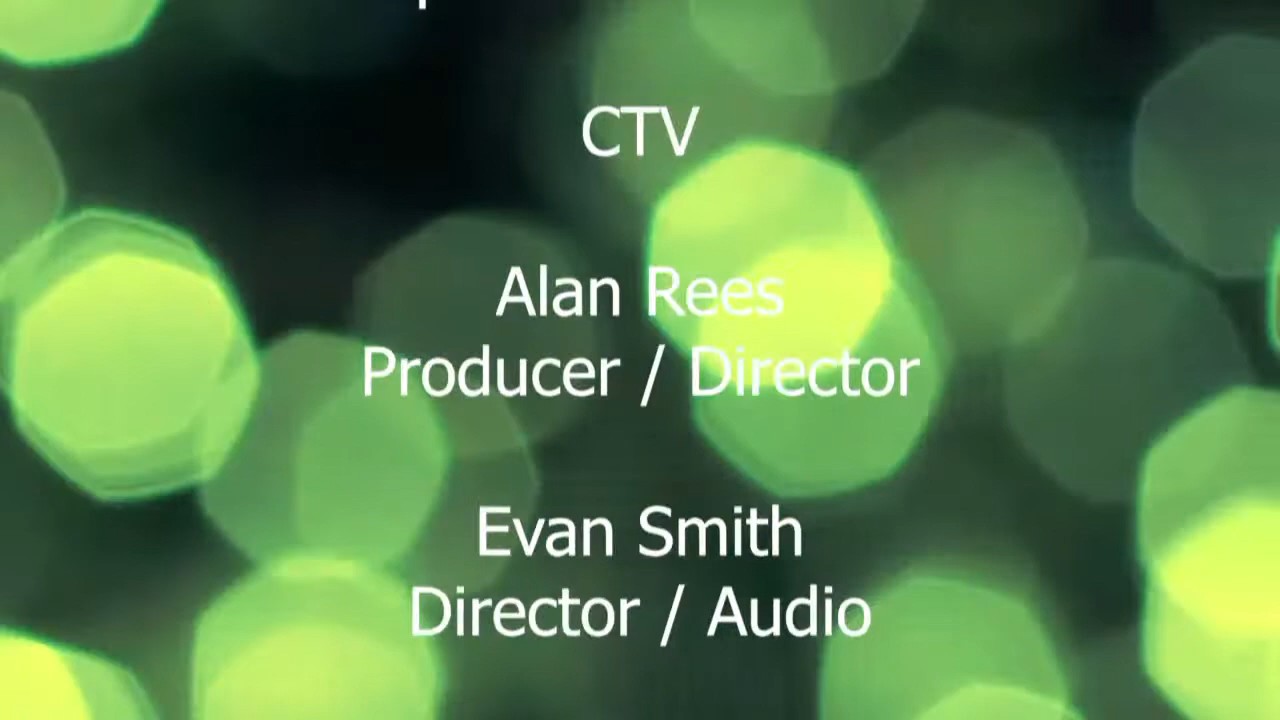 CTV
Alan Rees
Producer / Director
Evan Smith
Director / Audio